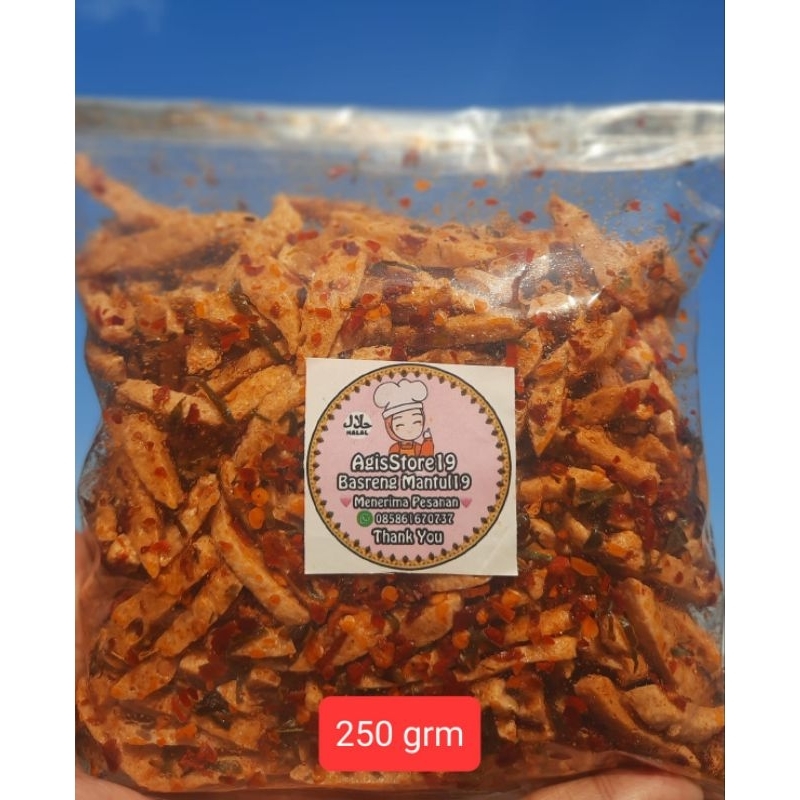 حلال
HALAL
AgisStore19
Basreng Mantul19
Menerima Pesanan
085861670737
Thank You
250 grm